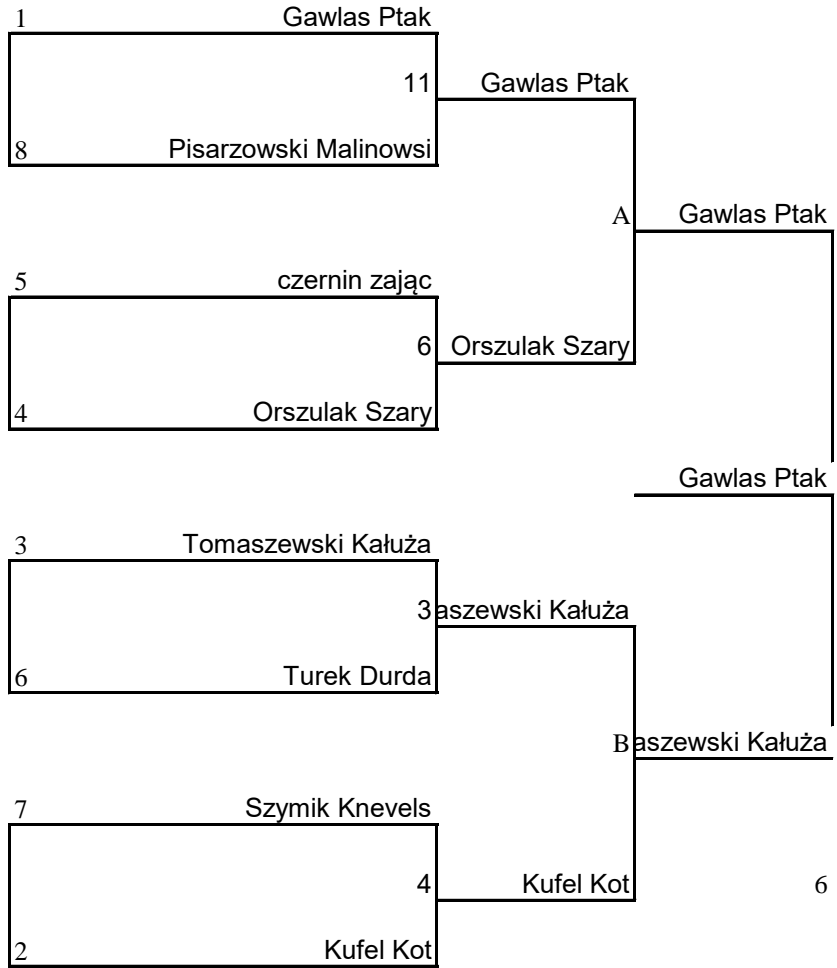 1 Gawlas Ptak
11 Gawlas Ptak
8 Pisarzowski Malinowsi
A Gawlas Ptak
5 czernin zając
6 Orszulak Szary
4 Orszulak Szary
Gawlas Ptak
3 Tomaszewski Kałuża
3 aszewski Kałuża
6 Turek Durda
B aszewski Kałuża
7 Szymik Knevels
4 Kufel Kot 6
2 Kufel Kot